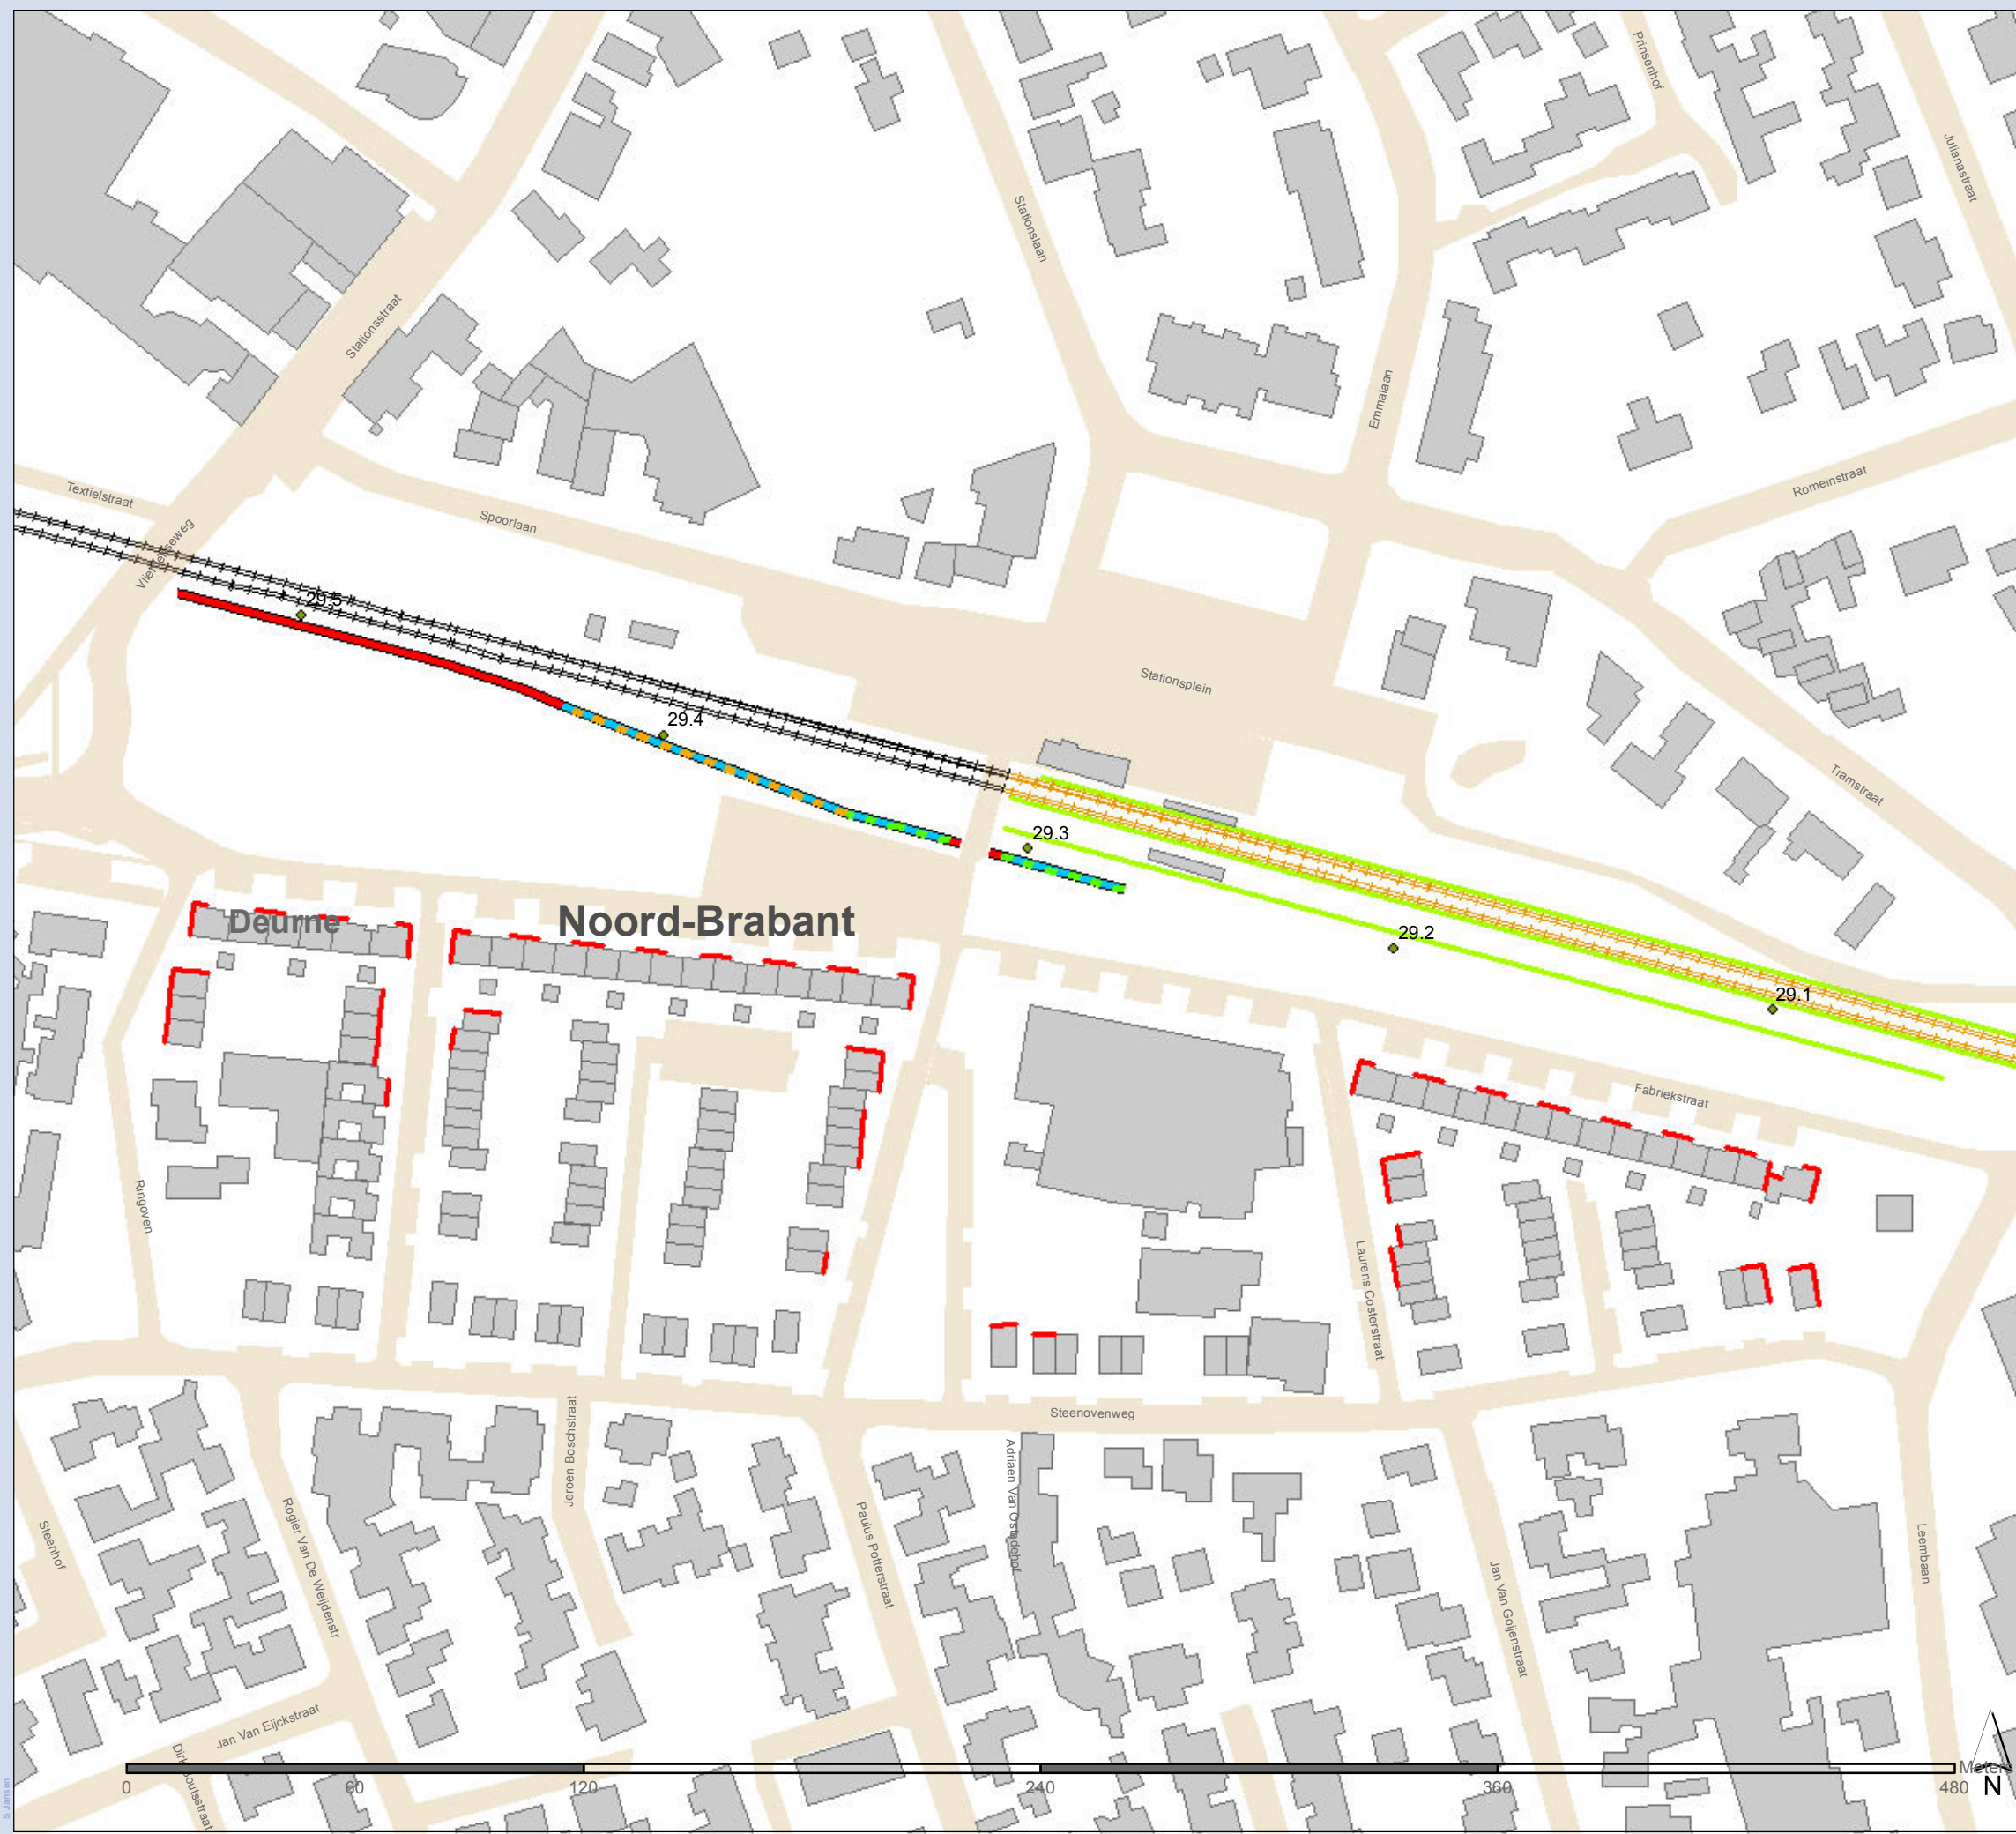 Prinsenhof
Julianastraat
Stationslaan
Stationsstraat
Emmalaan
Romeinstraat
Textielstraat
Spoorlaan
29.5
Stationsplein
29.4
Tramstraat
29.3
29.2
Deurne
Noord-Brabant
29.1
Fabriekstraat
Ringoven
Laurens Costerstraat
Steenovenweg
Jeroen Boschstraat
Adriaen Van Ostadehof
Steenhof
Rogier Van De Weijdenstr
Paulus Potterstraat
Jan Van Goijenstraat
Leembaan
Jan Van Eijckstraat
0 60 120 240 360 480
N
S Jansen